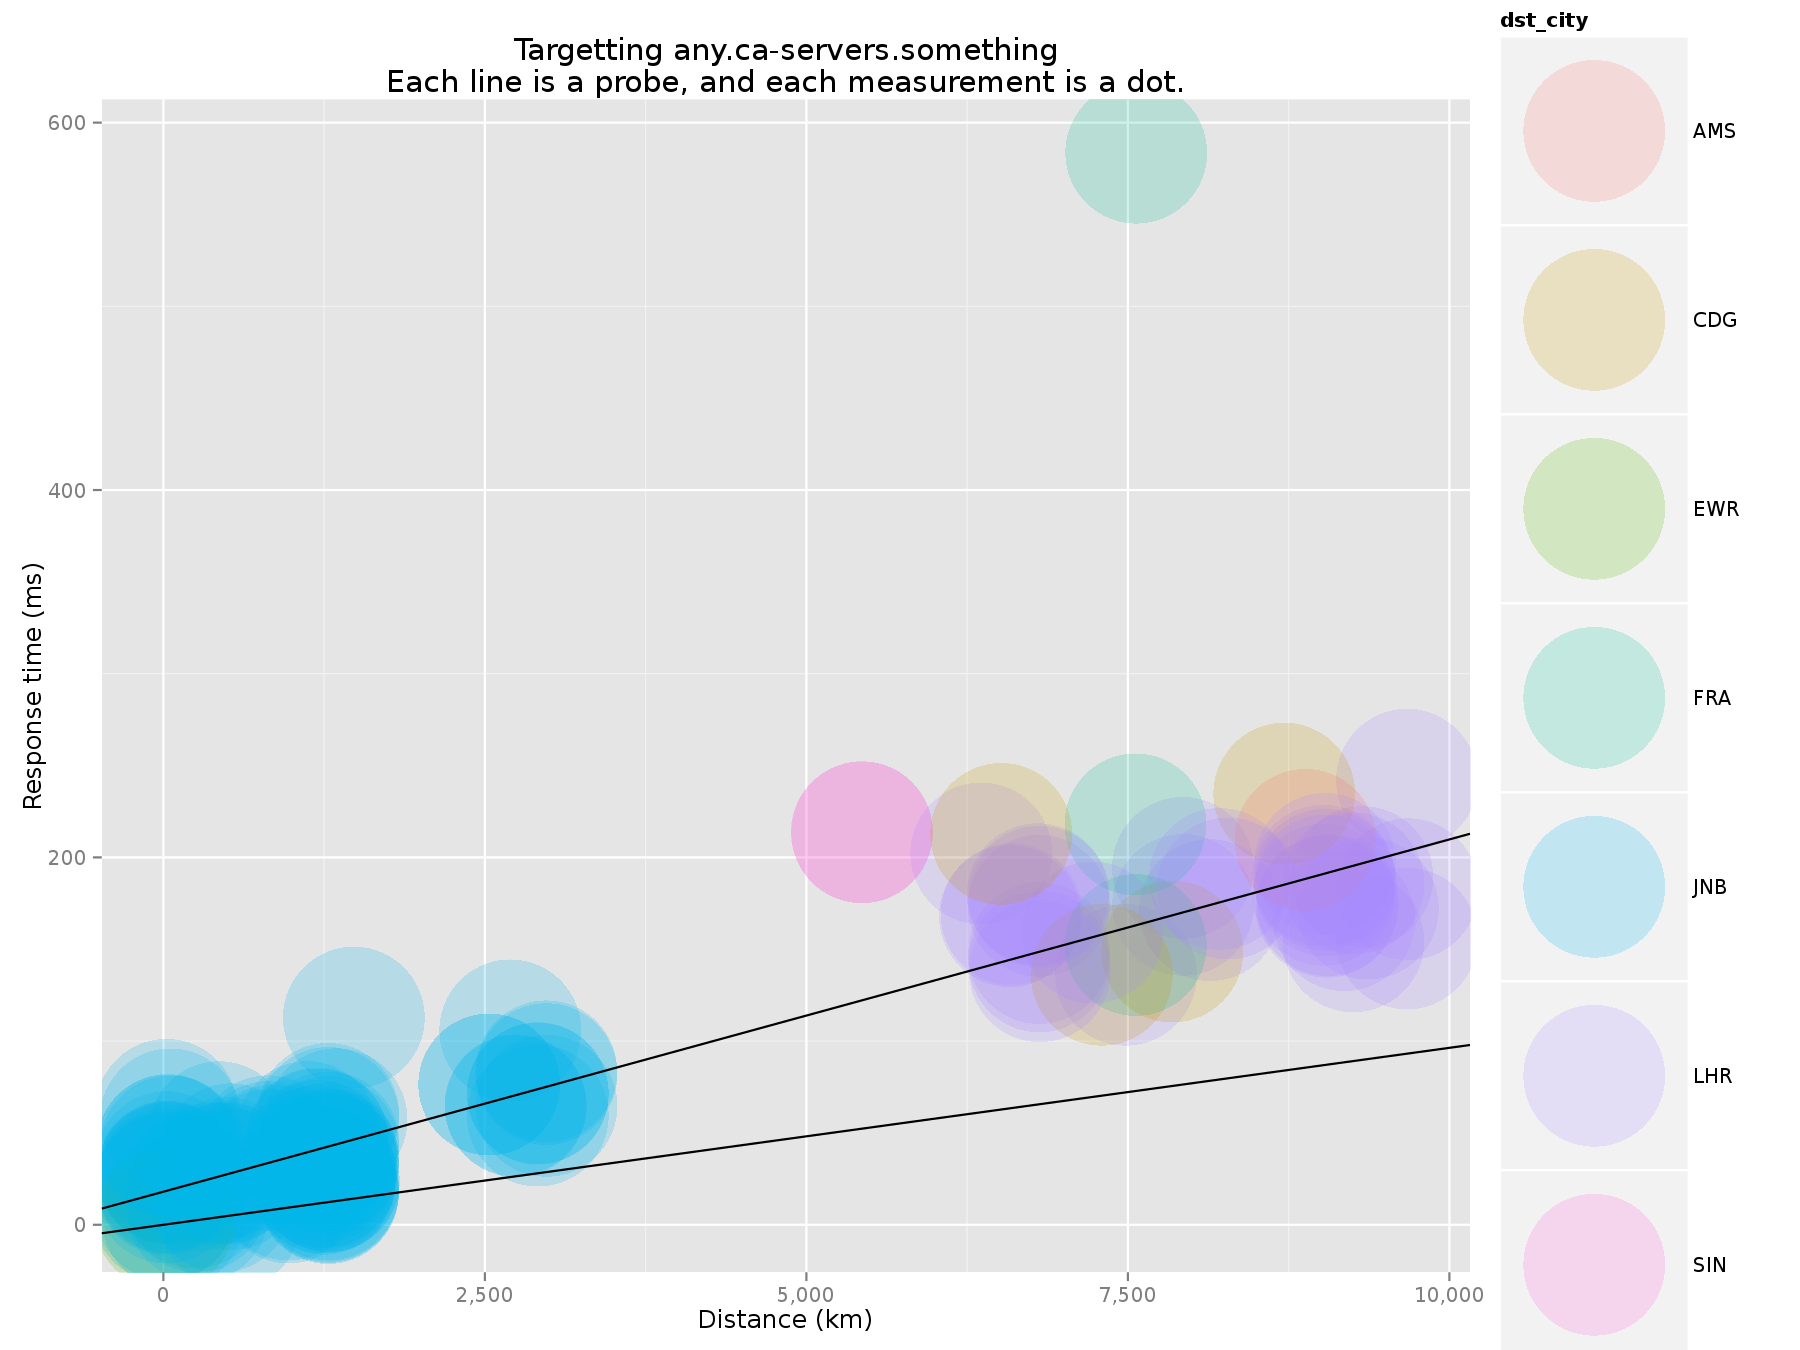 Targetting any.ca-servers.something
Each line is a probe, and each measurement is a dot.
dst_city
AMS
CDG
EWR
FRA
JNB
LHR
SIN
Response time (ms)
600
400
200
0
0
2,500
5,000
7,500
10,000
Distance (km)